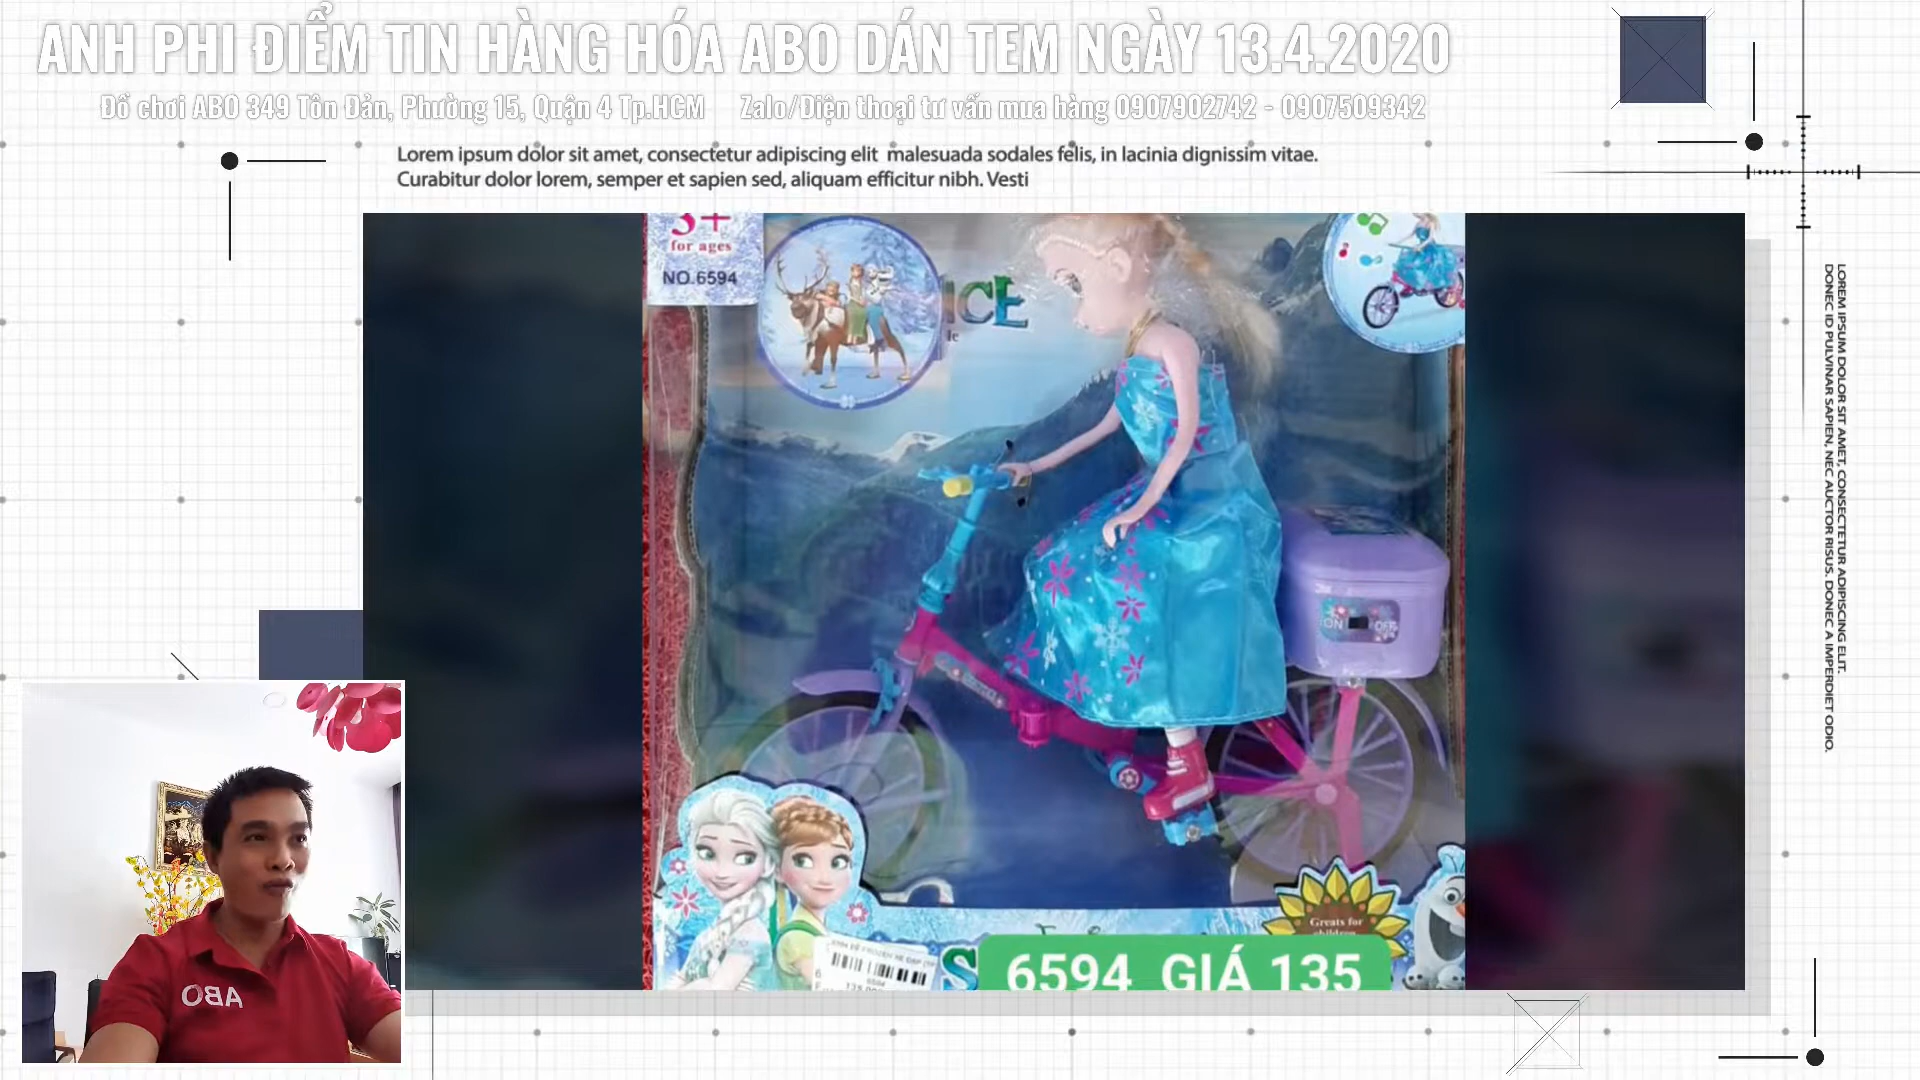 ANH PHI ĐIỂM TIN HÀNG HÓA ABO DÁN TEM NGÀY 13.4.2020
Đồ chơi ABO 349 Tôn Đản, Phường 15, Quận 4 Tp.HCM Zalo/Điện thoại tư vấn mua hàng 0907902742 - 0907509342
Lorem ipsum dolor sit amet, consectetur adipiscing elit malesuada sodales felis, in lacinia dignissim vitae.
Curabitur dolor lorem, semper et sapien sed, aliquam efficitur nibh. Vesti
3+
for ages
NO.6594
ICE
ON OFF
LOREM IPSUM DOLOR SIT AMET, CONSECTETUR ADIPISCING ELIT.
DONEC ID PULVINAR SAPIEN, NEC AUCTOR RISUS. DONEC A IMPERDIET ODIO.
Greats for
children
S
6594 GIÁ 135
ABO